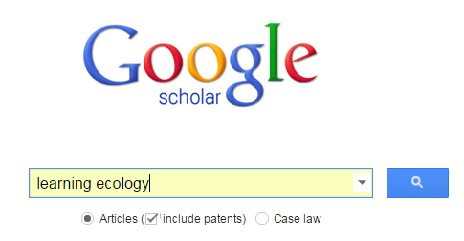 Google
scholar
learning ecology
Articles (include patents) Case law